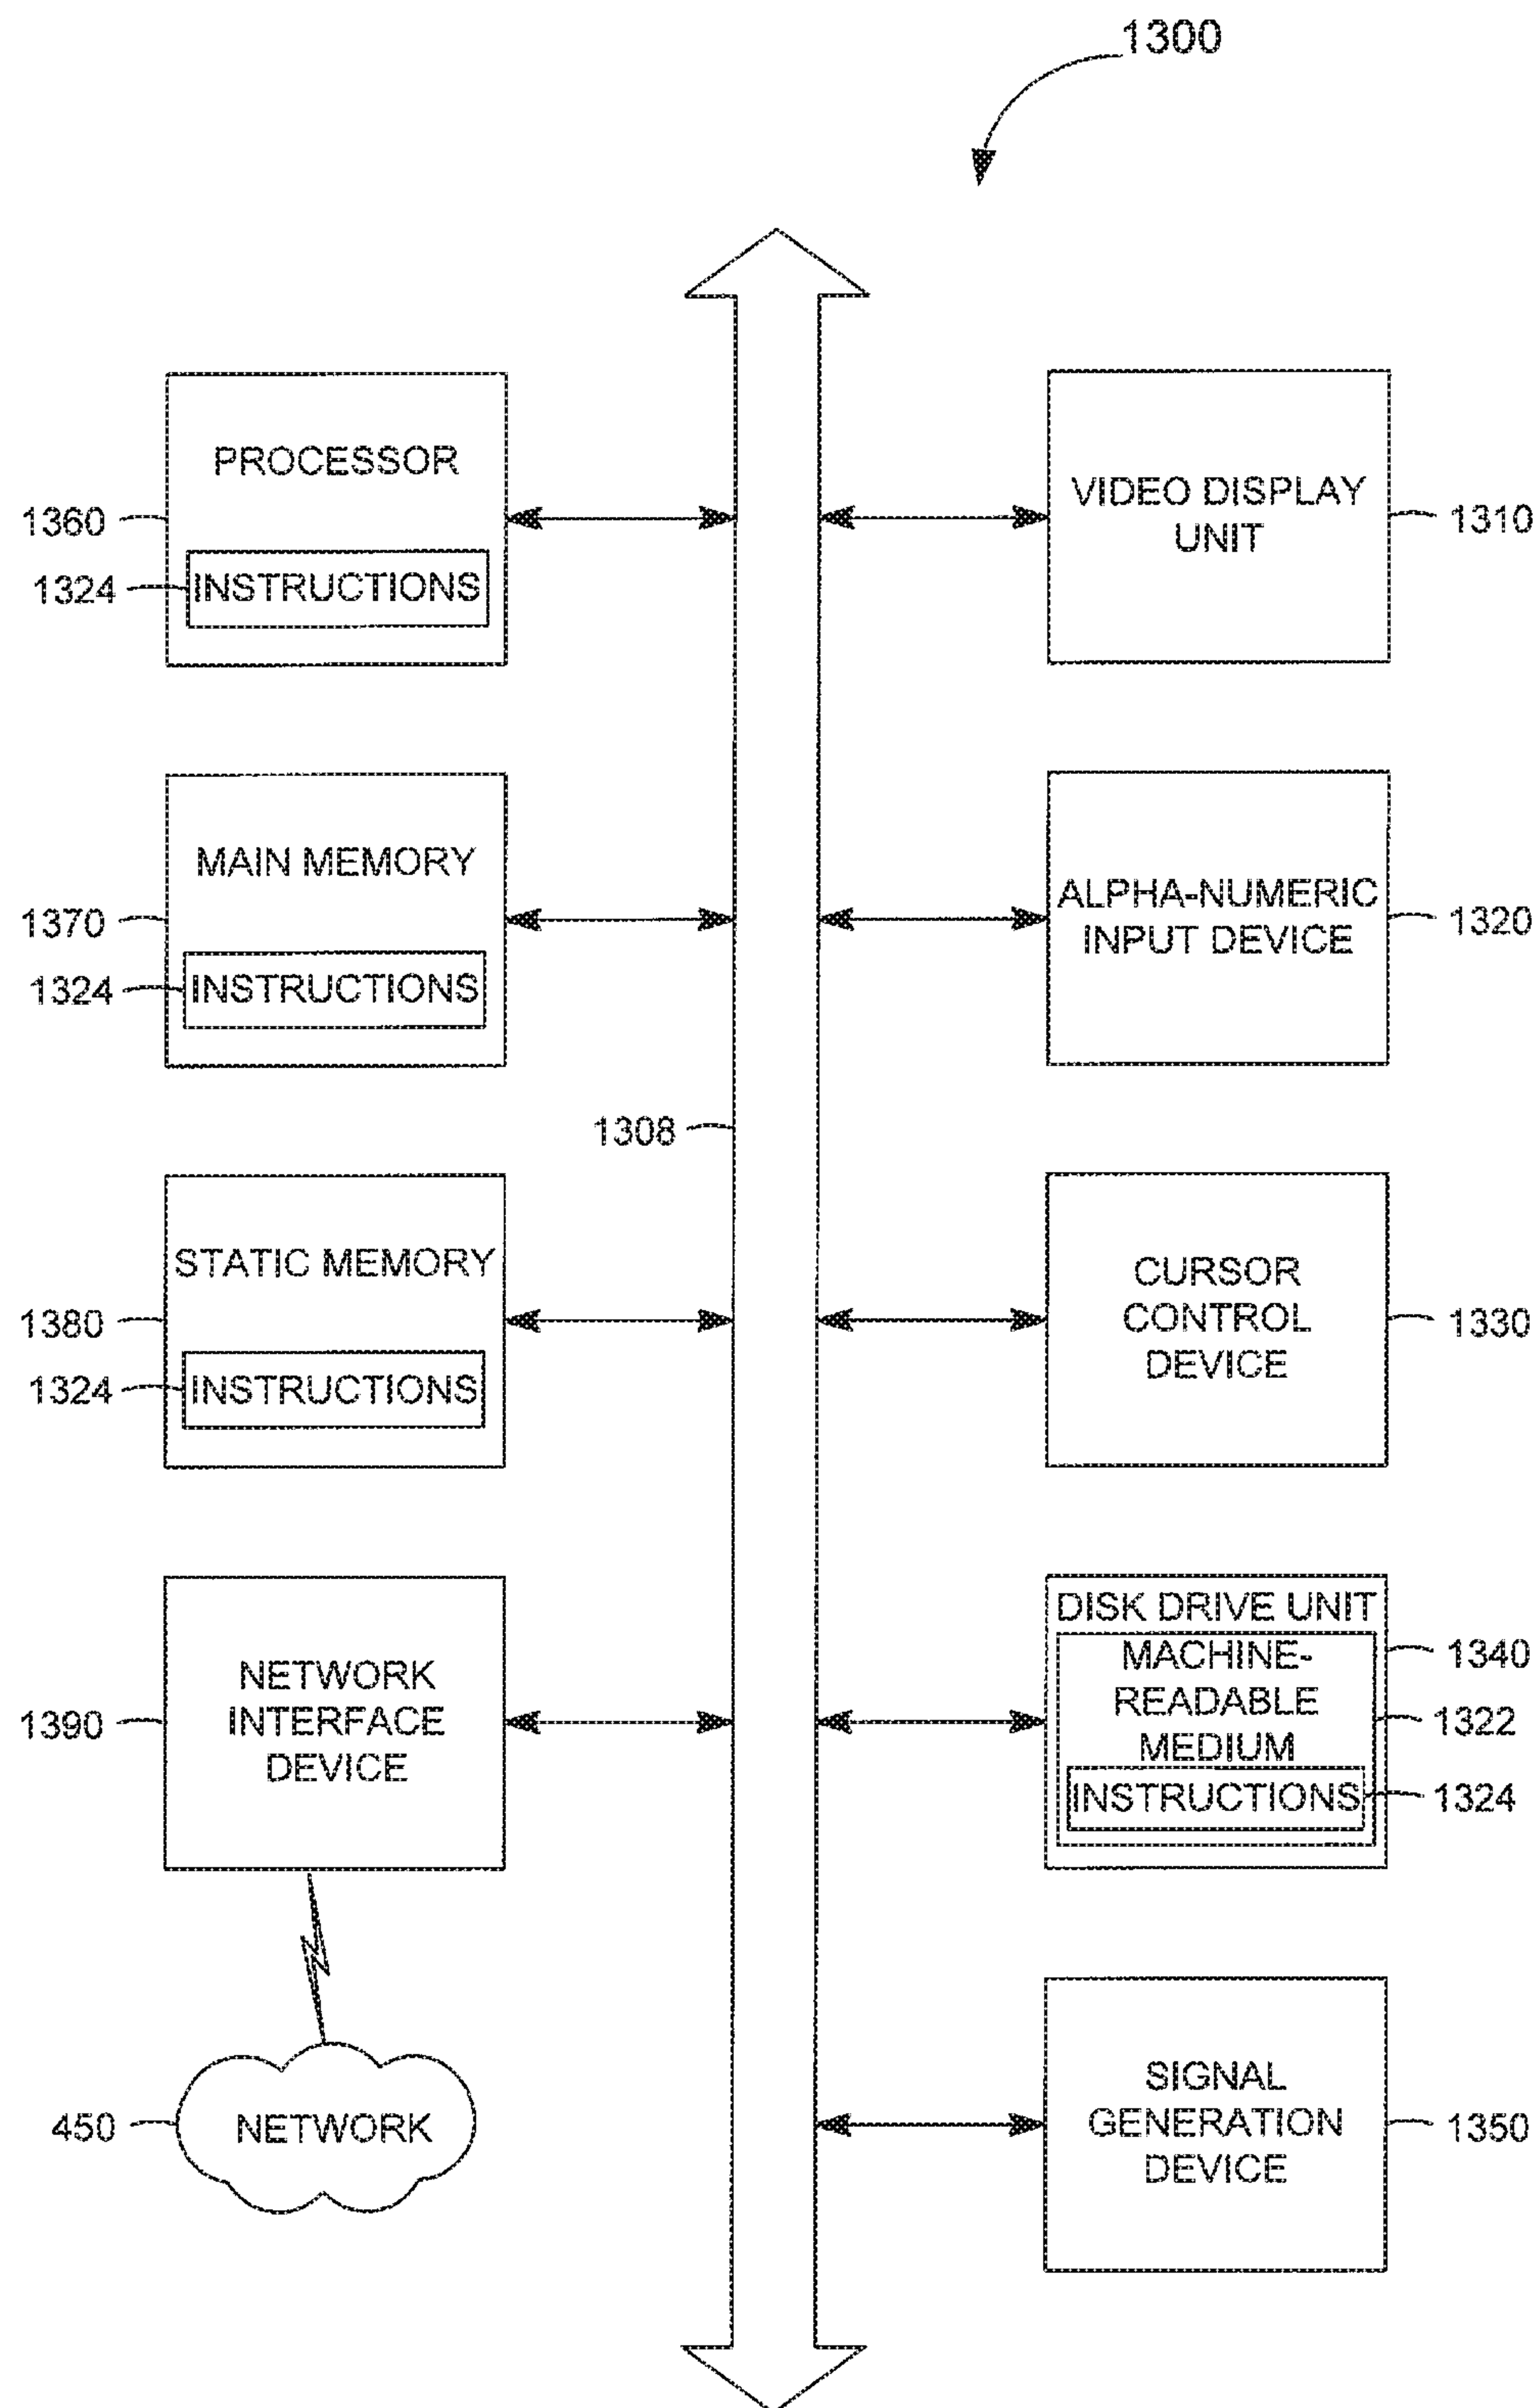 1300
PROCESSOR
1360
1324
INSTRUCTIONS
VIDEO DISPLAY
UNIT
1310
MAIN MEMORY
1370
1324
INSTRUCTIONS
ALPHA-NUMERIC
INPUT DEVICE
1320
1308
STATIC MEMORY
1380
1324
INSTRUCTIONS
CURSOR
CONTROL
DEVICE
1330
NETWORK
INTERFACE
DEVICE
1390
DISK DRIVE UNIT
MACHINE-
READABLE
MEDIUM
INSTRUCTIONS
1340
1322
1324
450
NETWORK
SIGNAL
GENERATION
DEVICE
1350